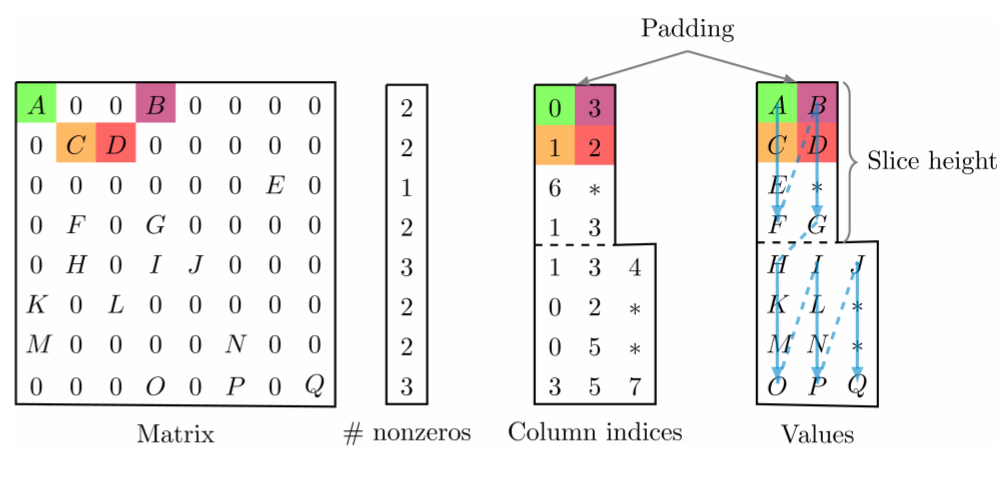 Padding
A 0 0 B 0 0 0 0 2 0 3 A B
0 C D 0 0 0 0 0 2 1 2 C D
0 0 0 0 0 0 E 0 1 6 * E *
Slice height
0 F 0 G 0 0 0 0 2 1 3 F G
0 H 0 I J 0 0 0 3 1 3 4 H I J
K 0 L 0 0 0 0 0 2 0 2 * K L *
M 0 0 0 0 N 0 0 2 0 5 * M N *
0 0 0 O 0 P 0 Q 3 3 5 7 O P Q
Matrix # nonzeros Column indices Values